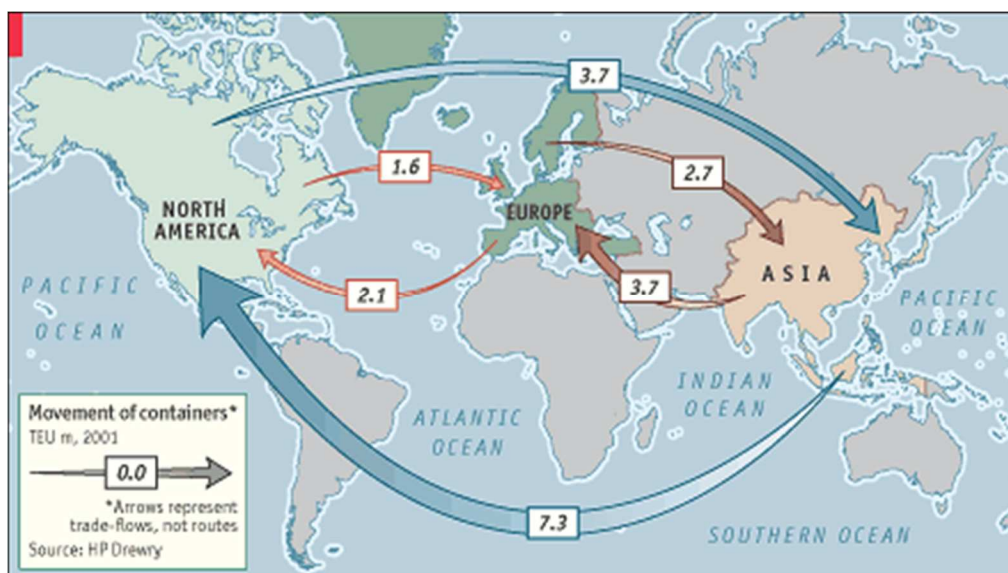 3.7
1.6
2.7
NORTH
AMERICA
EUROPE
ASIA
2.1
3.7
PACIFIC
OCEAN
PACIFIC
OCEAN
INDIAN
OCEAN
ATLANTIC
OCEAN
7.3
SOUTHERN OCEAN
Movement of containers*
TEU m, 2001
0.0
*Arrows represent
trade-flows, not routes
Source: HP Drewry